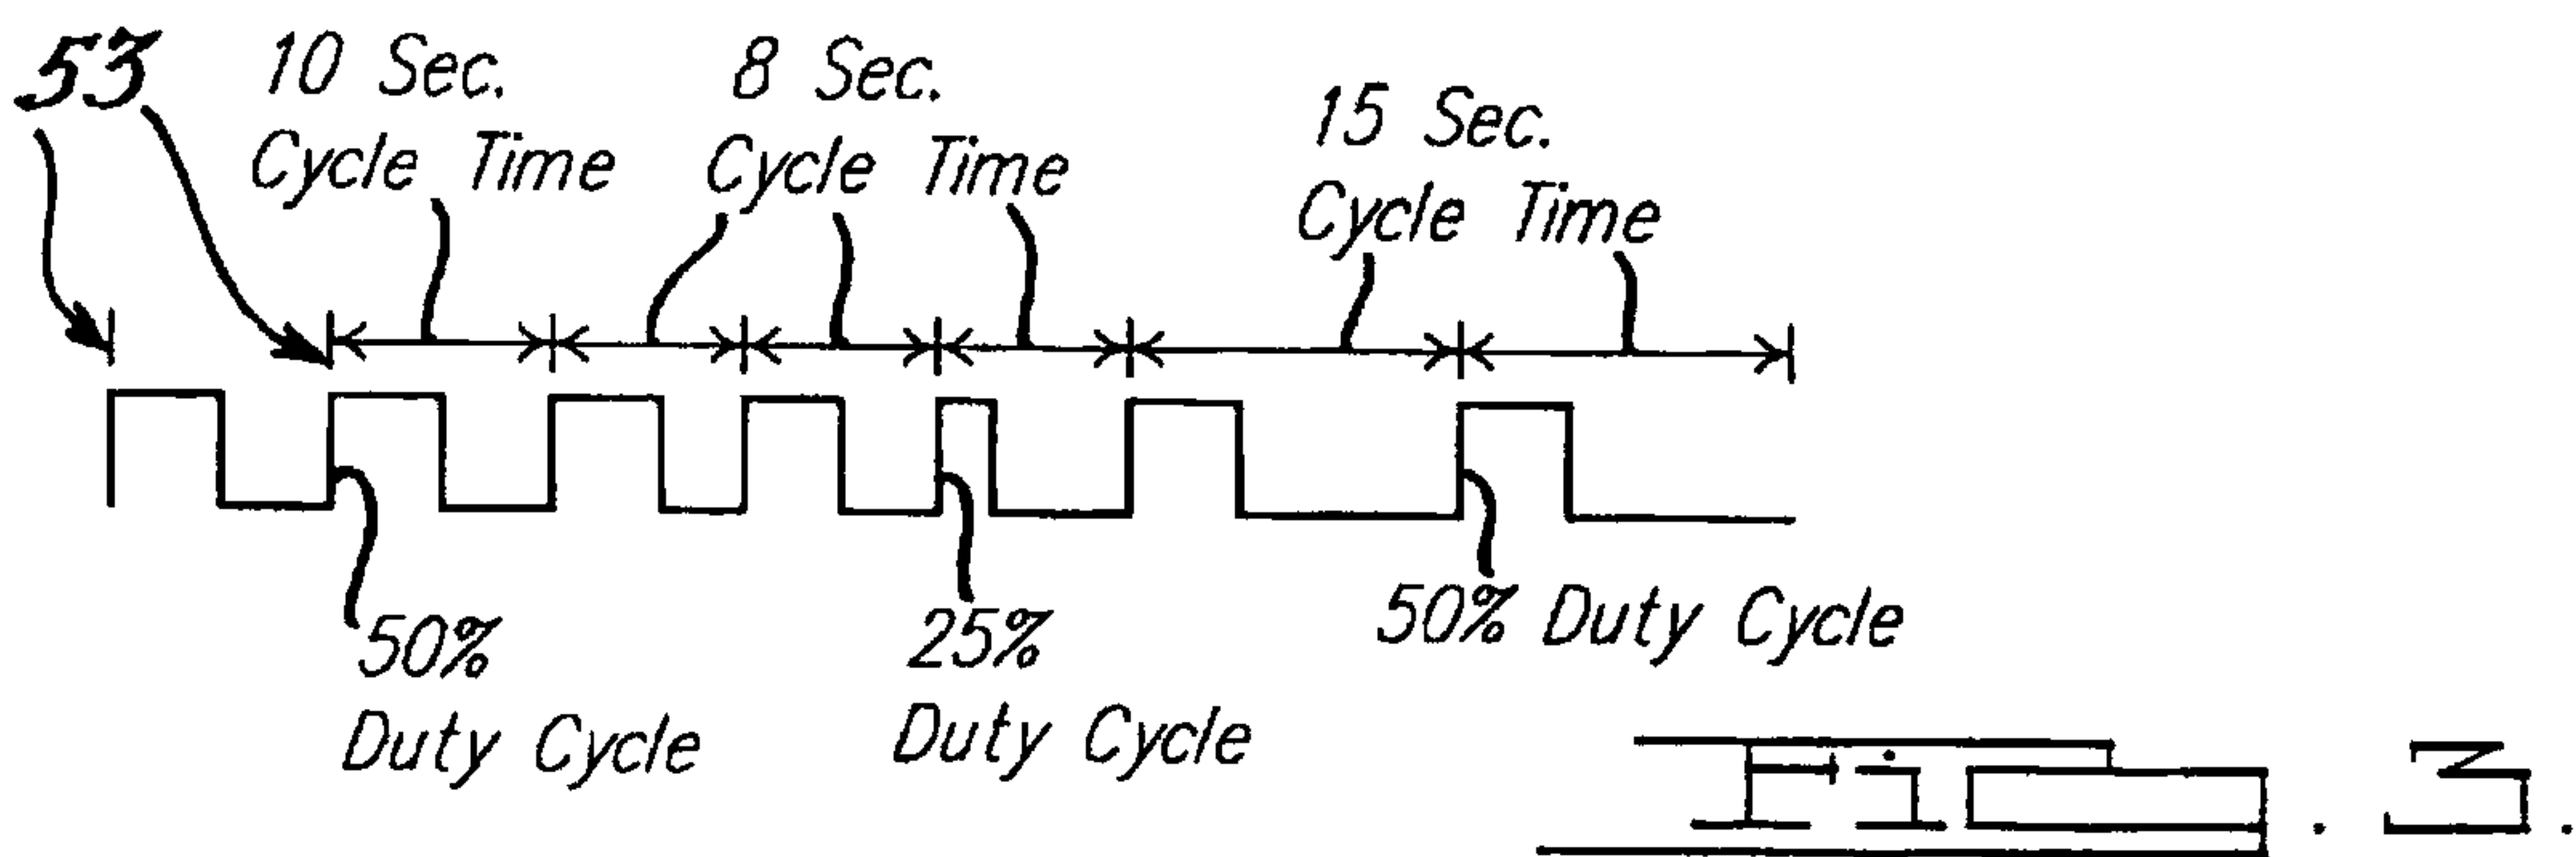 53
10 Sec.
Cycle Time
8 Sec.
Cycle Time
15 Sec.
Cycle Time
50%
Duty Cycle
25%
Duty Cycle
50% Duty Cycle
Fig. 3.